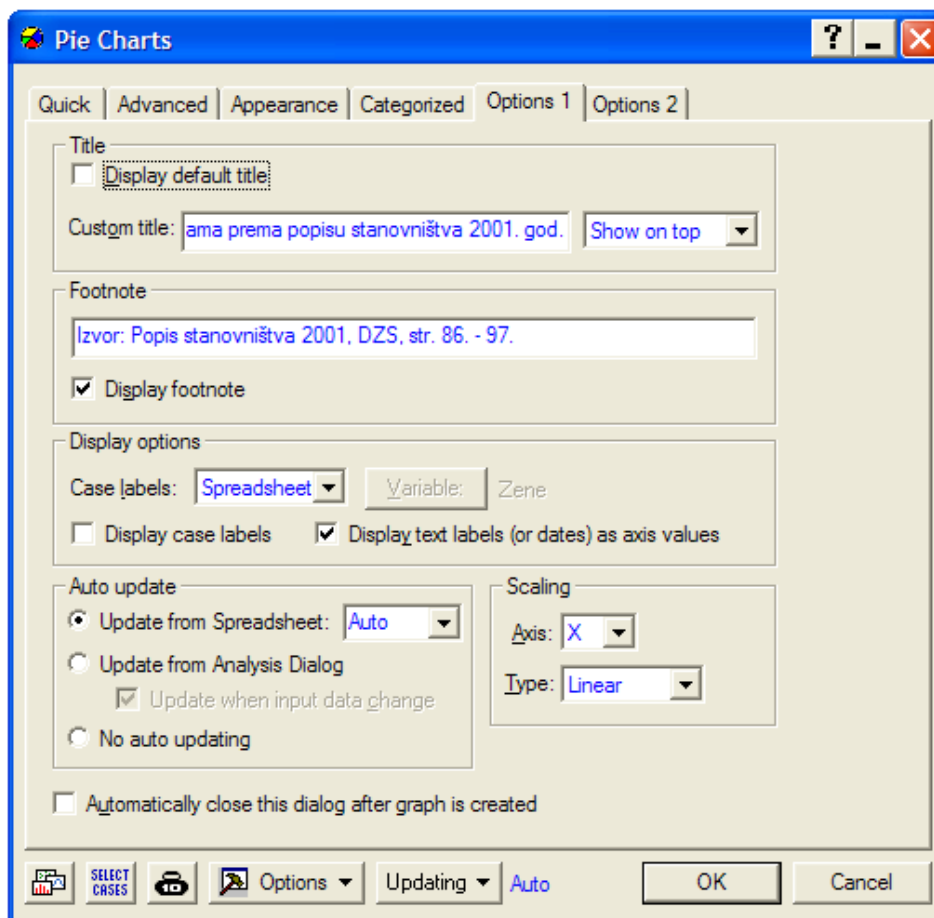 Pie Charts
Quick Advanced Appearance Categorized Options 1 Options 2
Title
Display default title
Custom title: ama prema popisu stanovništva 2001. god. Show on top
Footnote
Izvor: Popis stanovništva 2001, DZS, str. 86. - 97.
Display footnote
Display options
Case labels: Spreadsheet Variable: Zene
Display case labels Display text labels (or dates) as axis values
Auto update Scaling
Update from Spreadsheet: Auto Axis: X
Update from Analysis Dialog
Type: Linear
Update when input data change
No auto updating
Automatically close this dialog after graph is created
SELECT CASES Options Updating Auto OK Cancel